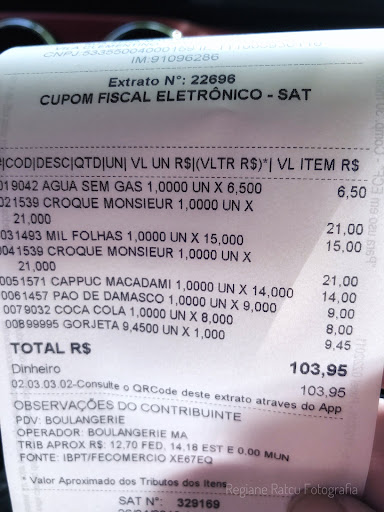 IM:91096286
Extrato N°: 22696
CUPOM FISCAL ELETRÔNICO - SAT
#|COD|DESC|QTD|UN| VL UN R$|(VLTR R$)*| VL ITEM R$
019042 AGUA SEM GAS 1,0000 UN X 6,500 6,50
021539 CROQUE MONSIEUR 1,0000 UN X
21,000 21,00
031493 MIL FOLHAS 1,0000 UN X 15,000 15,00
0041539 CROQUE MONSIEUR 1,0000 UN X
21,000 21,00
0051571 CAPPUC MACADAMI 1,0000 UN X 14,000 14,00
0061457 PAO DE DAMASCO 1,0000 UN X 9,000 9,00
0079032 COCA COLA 1,0000 UN X 8,000 8,00
00899995 GORJETA 9,4500 UN X 1,000 9,45
TOTAL R$ 103,95
Dinheiro 103,95
02.03.03.02-Consulte o QRCode deste extrato atraves do App
OBSERVAÇÕES DO CONTRIBUINTE
PDV: BOULANGERIE
OPERADOR: BOULANGERIE MA
TRIB APROX R$: 12,70 FED, 14,18 EST E 0,00 MUN
FONTE: IBPT/FECOMERCIO XE67EQ
* Valor Aproximado dos Tributos dos Itens
Regiane Ratcu Fotografia
SAT N°: 329169